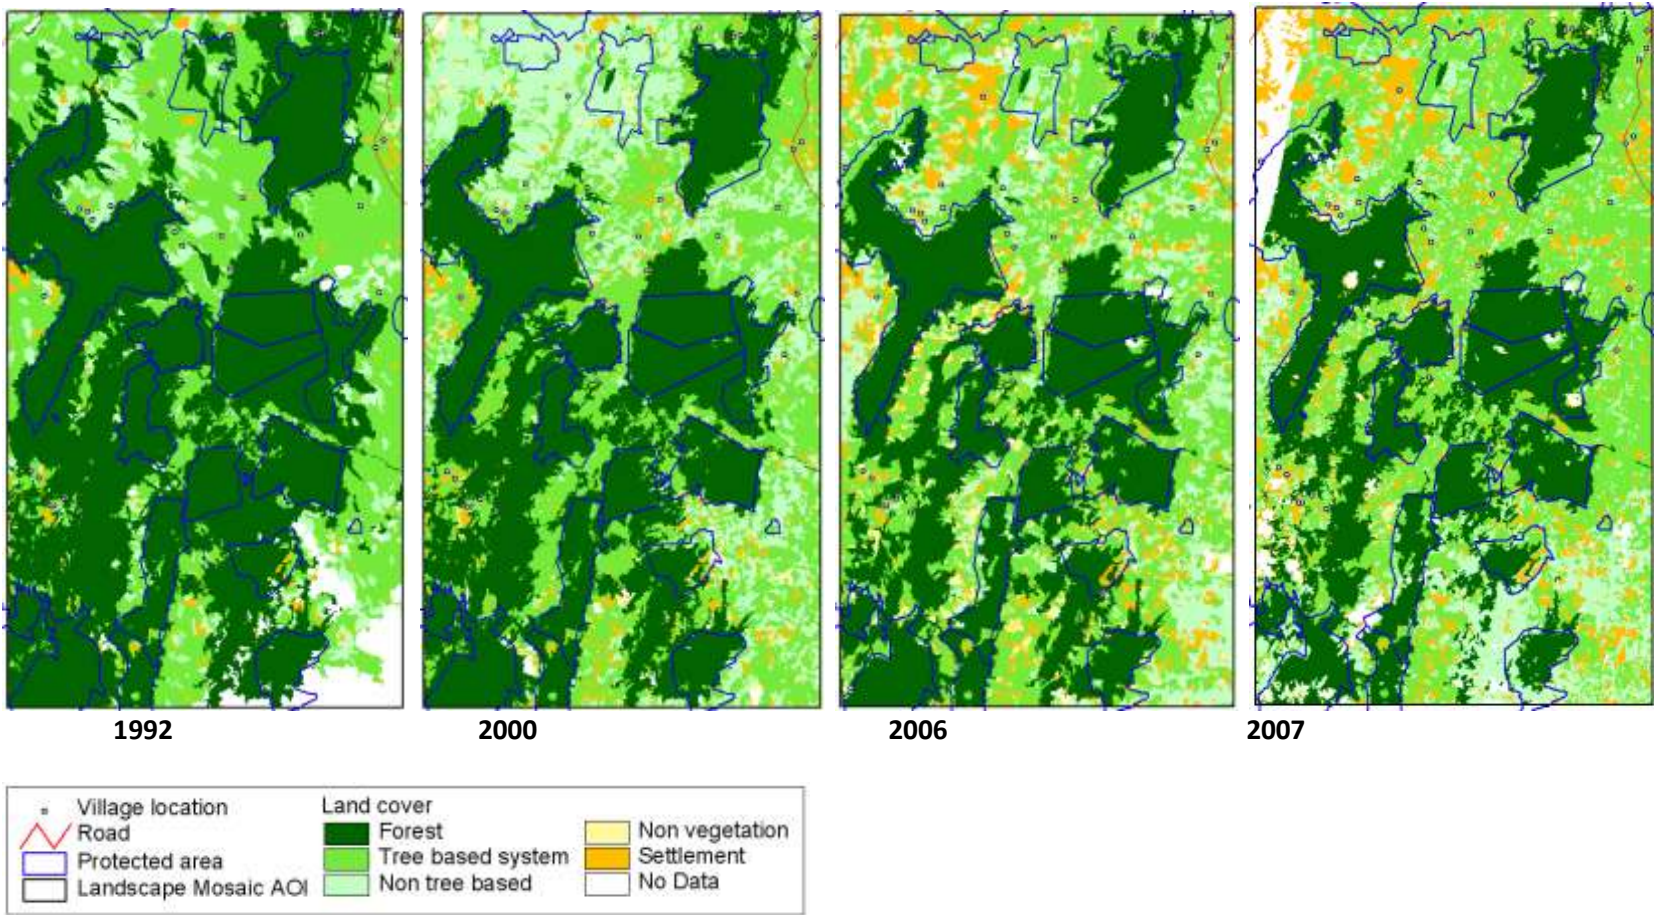 1992
2000
2006
2007
Village location
Road
Protected area
Landscape Mosaic AOI
Land cover
Forest
Tree based system
Non tree based
Non vegetation
Settlement
No Data